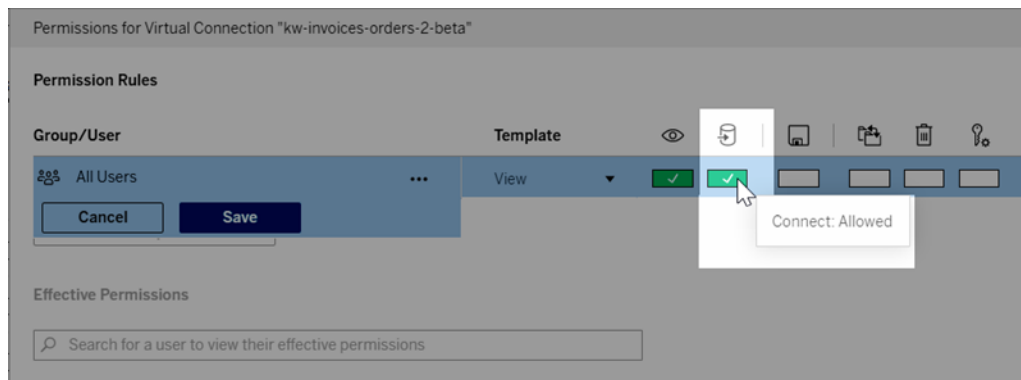 Permissions for Virtual Connection "kw-invoices-orders-2-beta"
Permission Rules
Group/User Template
All Users ... View
Cancel Save
Connect: Allowed
Effective Permissions
Search for a user to view their effective permissions